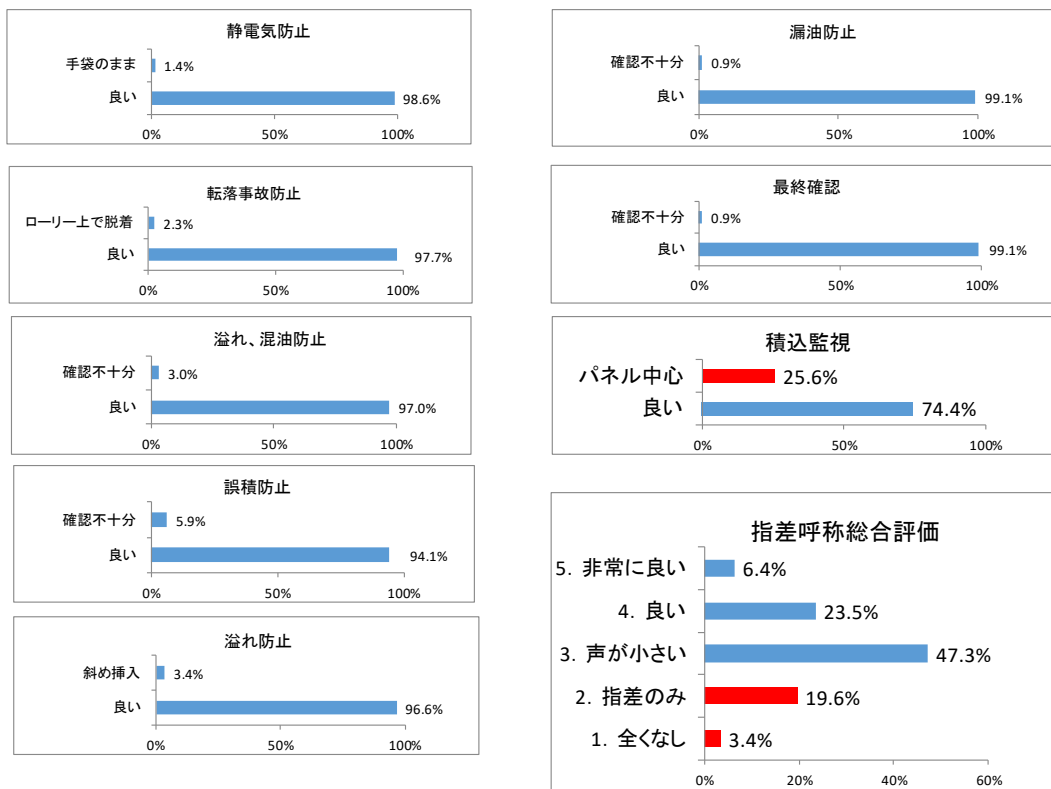 静電気防止
手袋のまま 1.4%
良い 98.6%
0% 50% 100%
転落事故防止
ローリー上で脱着 2.3%
良い 97.7%
0% 50% 100%
溢れ、混油防止
確認不十分 3.0%
良い 97.0%
0% 50% 100%
誤積防止
確認不十分 5.9%
良い 94.1%
0% 50% 100%
溢れ防止
斜め挿入 3.4%
良い 96.6%
0% 50% 100%
漏油防止
確認不十分 0.9%
良い 99.1%
0% 50% 100%
最終確認
確認不十分 0.9%
良い 99.1%
0% 50% 100%
積込監視
パネル中心 25.6%
良い 74.4%
0% 50% 100%
指差呼称総合評価
5. 非常に良い 6.4%
4. 良い 23.5%
3. 声が小さい 47.3%
2. 指差のみ 19.6%
1. 全くなし 3.4%
0% 20% 40% 60%